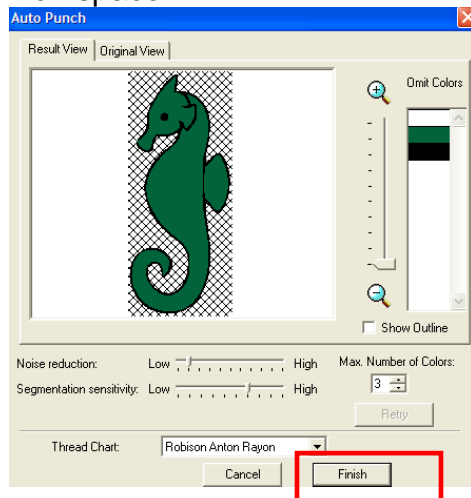 Auto Punch
Result View Original View
Omit Colors
Show Outline
Noise reduction: Low High Max. Number of Colors:
Segmentation sensitivity: Low High 3
Retry
Thread Chart: Robison Anton Rayon
Cancel Finish